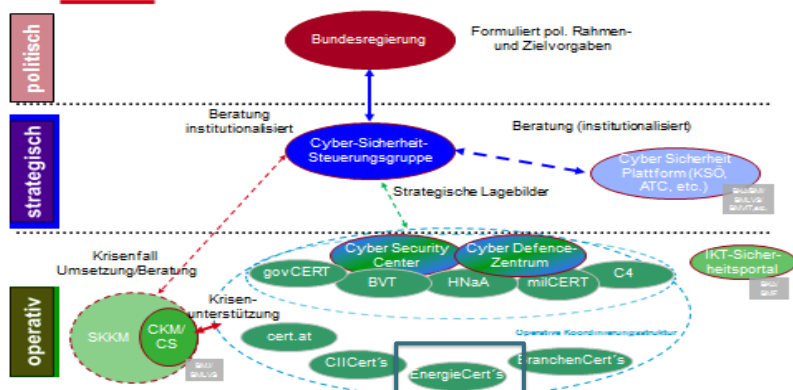 politisch
Bundesregierung
Formuliert pol. Rahmen-
und Zielvorgaben
strategisch
Beratung
institutionalisiert
Cyber-Sicherheit-
Steuerungsgruppe
Beratung (institutionalisiert)
Cyber Sicherheit
Plattform (KSÖ,
ATC, etc.)
Strategische Lagebilder
operativ
Krisenfall
Umsetzung/Beratung
Cyber Security
Center
Cyber Defence-
Zentrum
govCERT
BVT
HNaA
milCERT
C4
IKT-Sicher-
heitsportal
Krisen-
unterstützung
SKKM
CKM/
CS
cert.at
Operative Koordinierungsstruktur
CIICert´s
EnergieCert´s
BranchenCert´s